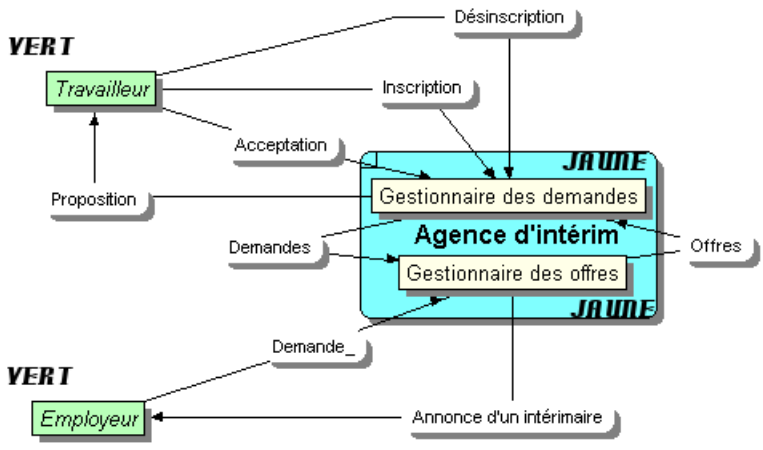 Désinscription
VERT
Travailleur
Inscription
Acceptation
JAUNE
Proposition
Gestionnaire des demandes
Demandes
Agence d'intérim
Offres
Gestionnaire des offres
JAUNE
Demande_
VERT
Employeur
Annonce d'un intérimaire